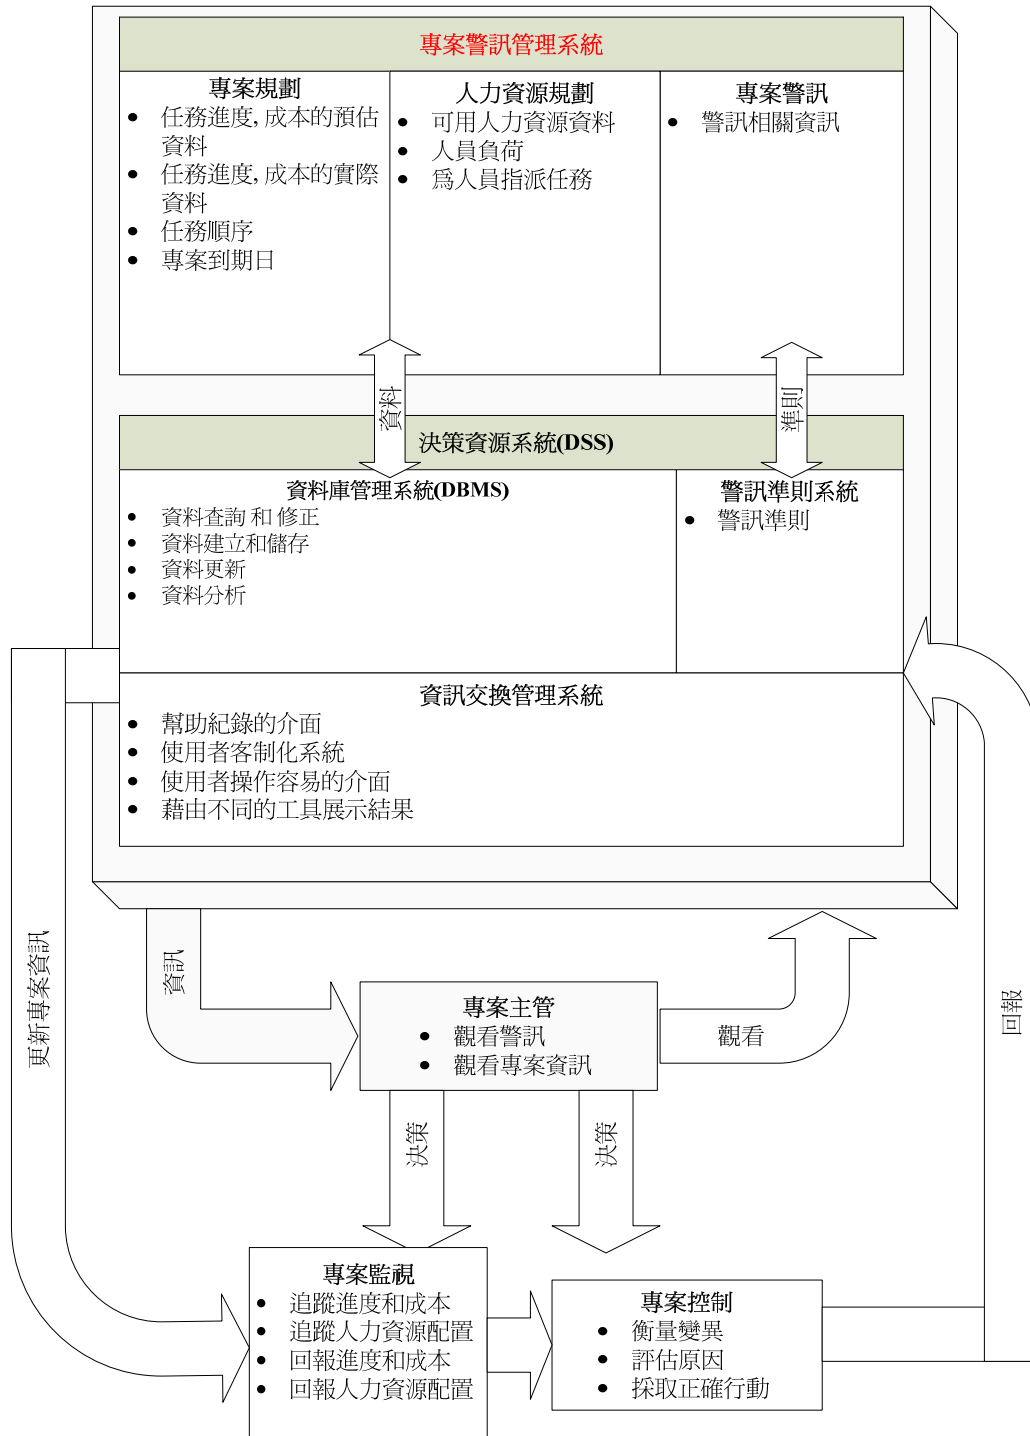 專案警訊管理系統
專案規劃
• 任務進度, 成本的預估
資料
• 任務進度, 成本的實際
資料
• 任務順序
• 專案到期日
人力資源規劃
• 可用人力資源資料
• 人員負荷
• 為人員指派任務
專案警訊
• 警訊相關資訊
資料
準則
決策資源系統(DSS)
資料庫管理系統(DBMS)
• 資料查詢 和 修正
• 資料建立和儲存
• 資料更新
• 資料分析
警訊準則系統
• 警訊準則
資訊交換管理系統
• 幫助紀錄的介面
• 使用者客制化系統
• 使用者操作容易的介面
• 藉由不同的工具展示結果
更新專案資訊
資訊
專案主管
• 觀看警訊
• 觀看專案資訊
觀看
回報
決策
決策
專案監視
• 追蹤進度和成本
• 追蹤人力資源配置
• 回報進度和成本
• 回報人力資源配置
專案控制
• 衡量變異
• 評估原因
• 採取正確行動